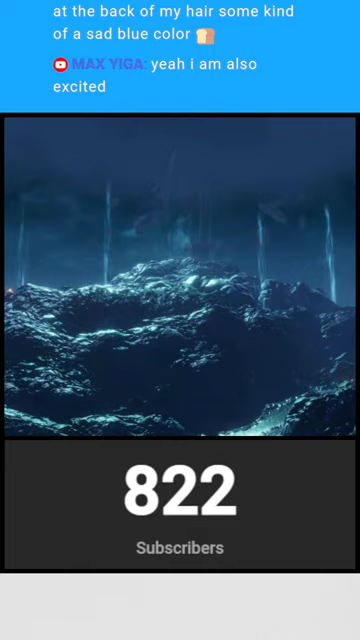 at the back of my hair some kind
of a sad blue color 🍞
MAX YIGA: yeah i am also
excited
822
Subscribers